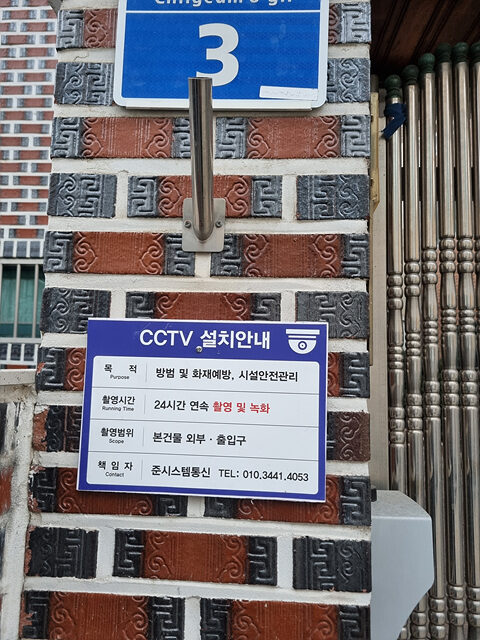 3
CCTV 설치안내
목 적 방범 및 화재예방, 시설안전관리
Purpose
촬영시간 24시간 연속 촬영 및 녹화
Running Time
촬영범위 본건물 외부 · 출입구
Scope
책 임 자 준시스템통신 TEL: 010.3441.4053
Contact